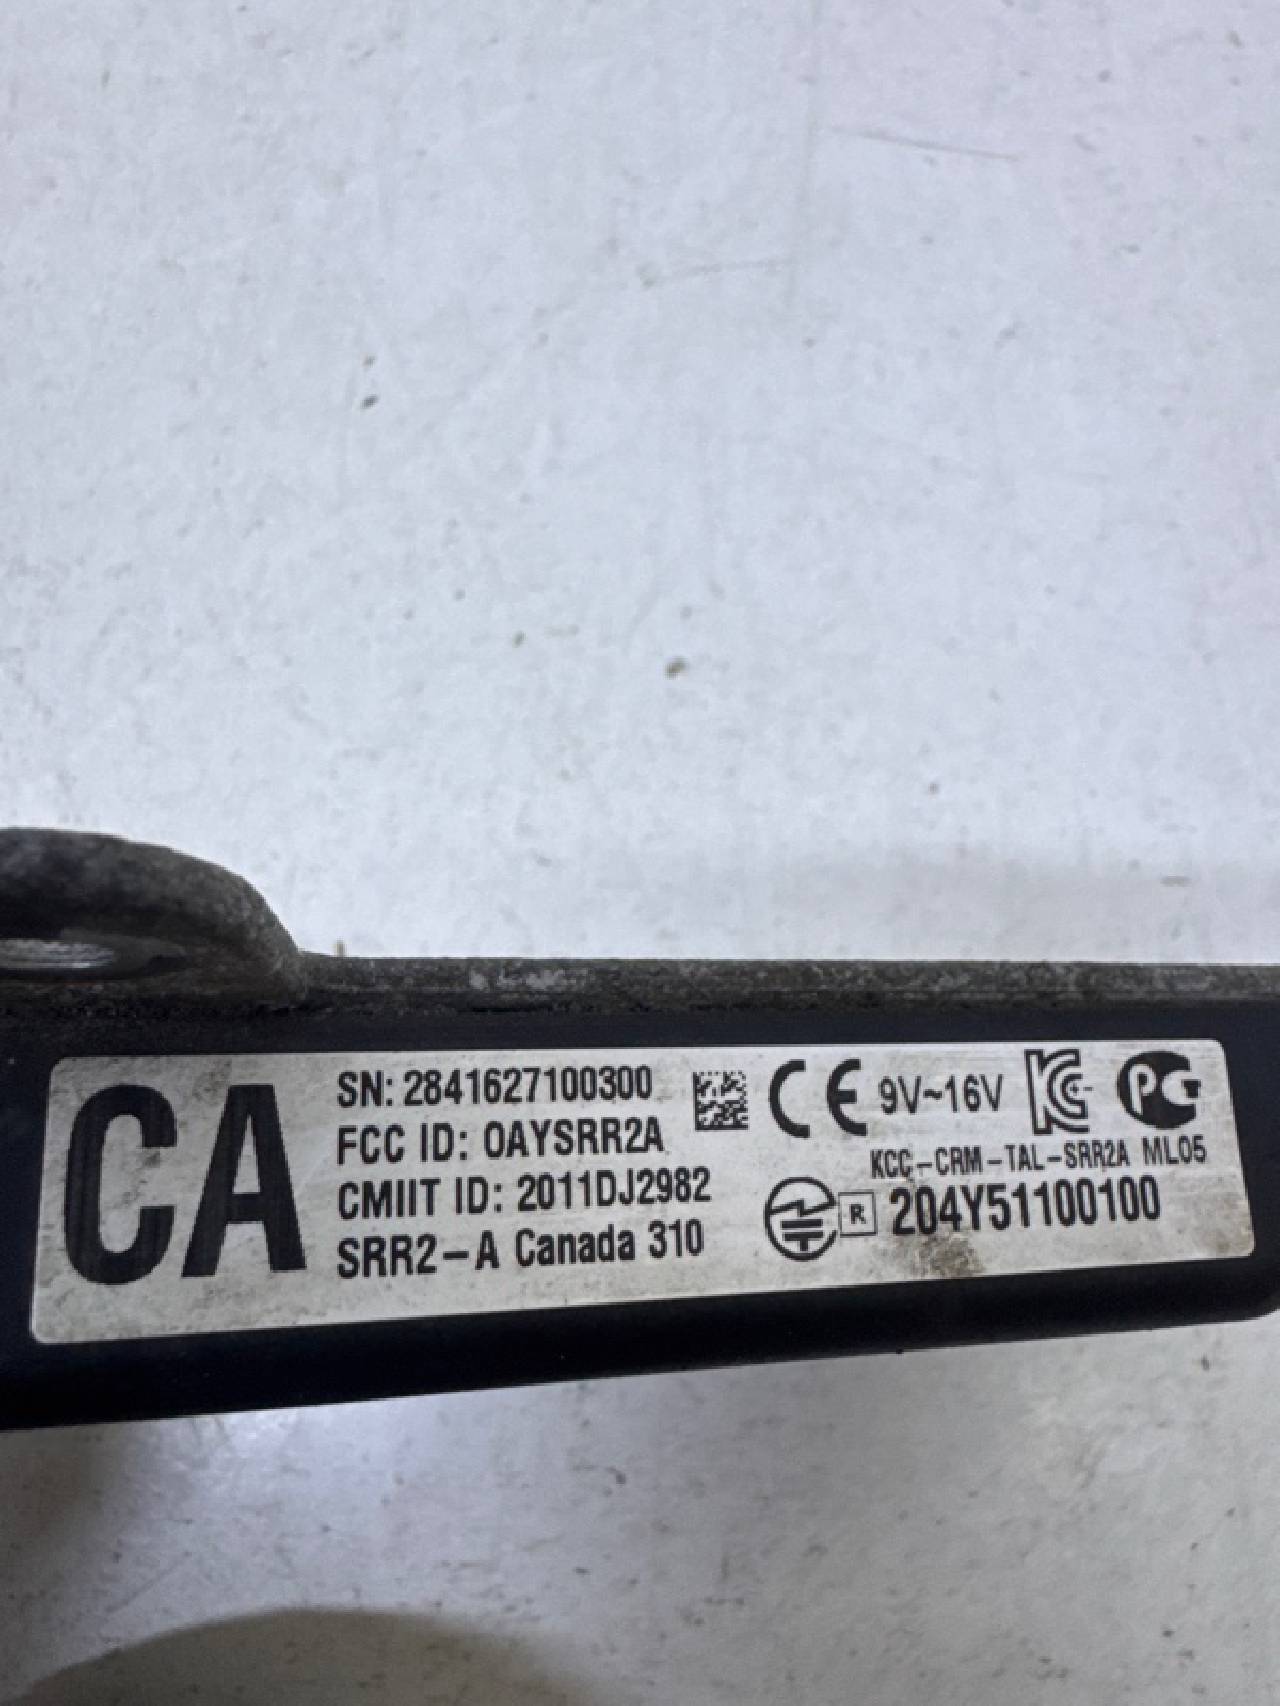 CA
SN: 2841627100300
FCC ID: OAYSRR2A
CMIIT ID: 2011DJ2982
SRR2-A Canada 310
CE 9V~16V
KCC-CRM-TAL-SRR2A ML05
R 204Y51100100